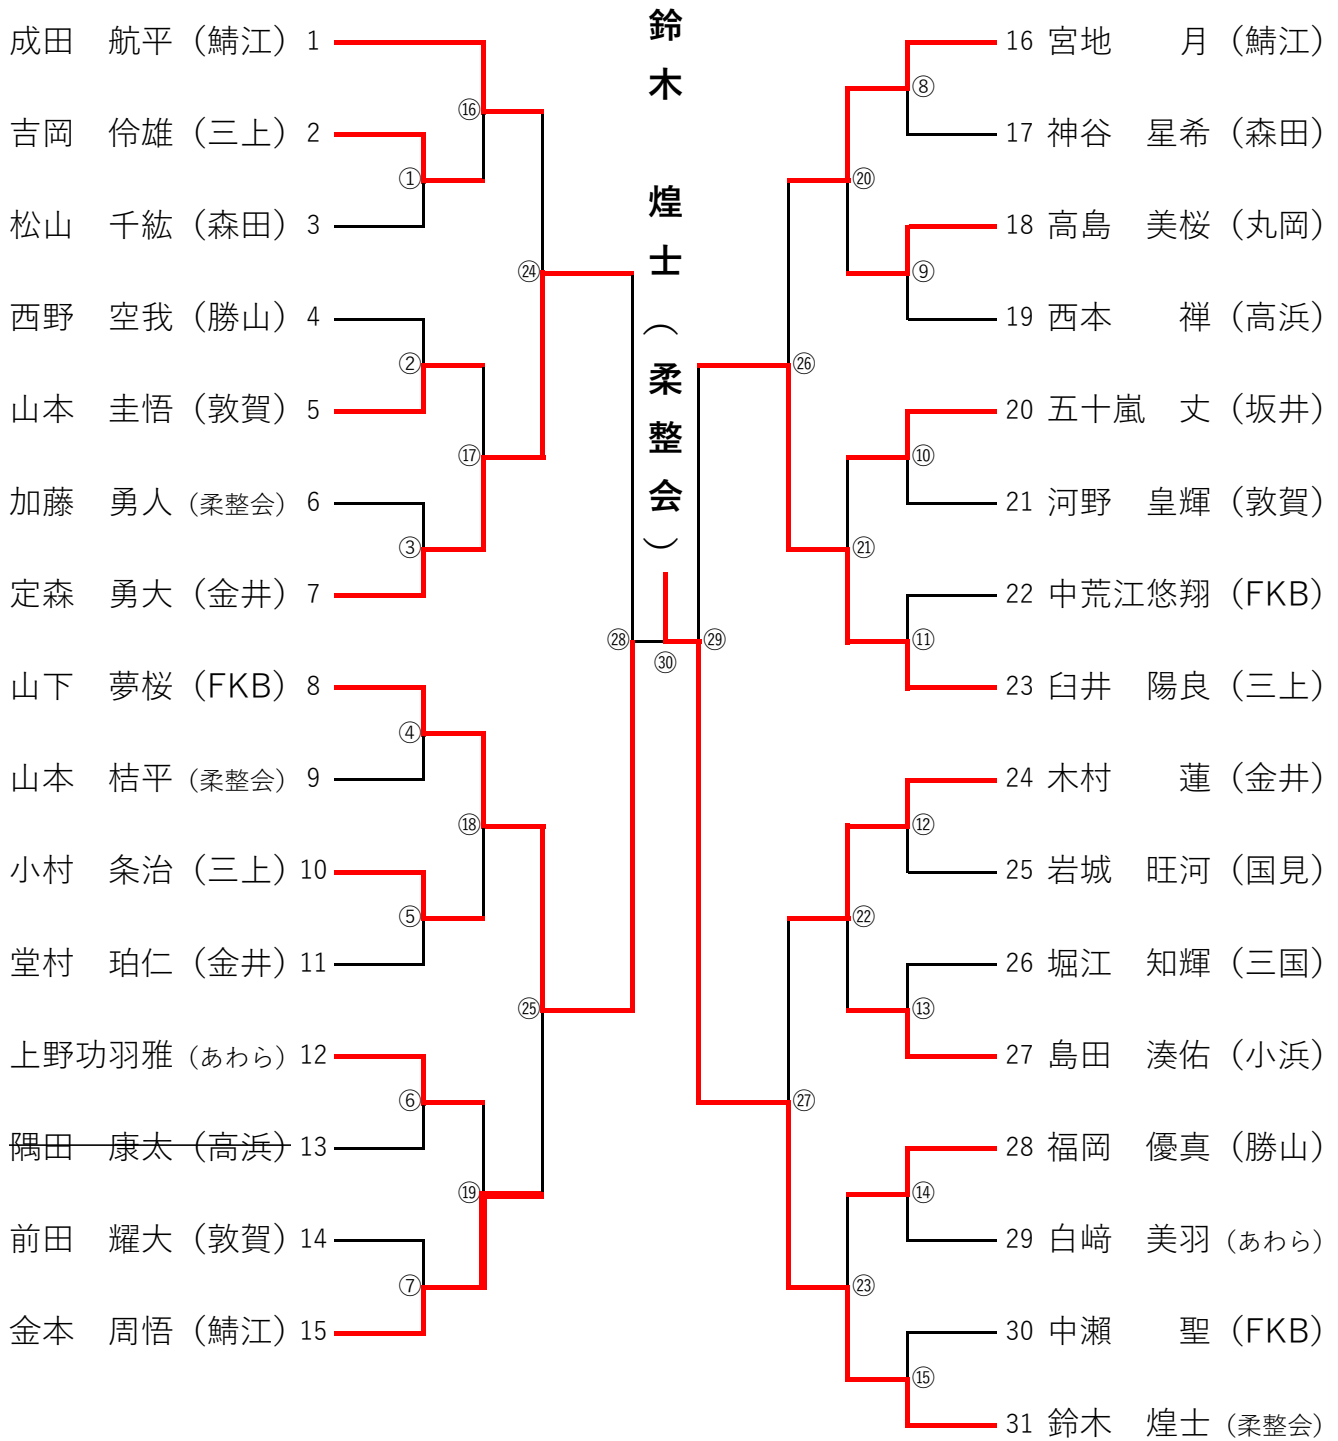 成田　航平（鯖江）1
吉岡　伶雄（三上）2
松山　千紘（森田）3
西野　空我（勝山）4
山本　圭悟（敦賀）5
加藤　勇人（柔整会）6
定森　勇大（金井）7
山下　夢桜（FKB）8
山本　桔平（柔整会）9
小村　条治（三上）10
堂村　珀仁（金井）11
上野功羽雅（あわら）12
隅田　康太（高浜）13
前田　耀大（敦賀）14
金本　周悟（鯖江）15
①
②
③
④
⑤
⑥
⑦
⑯
⑰
⑱
⑲
㉔
㉕
㉘
鈴木　煌士（柔整会）
㉚
㉙
㉖
㉗
⑳
㉑
㉒
㉓
⑧
⑨
⑩
⑪
⑫
⑬
⑭
⑮
16 宮地　　月（鯖江）
17 神谷　星希（森田）
18 高島　美桜（丸岡）
19 西本　　禅（高浜）
20 五十嵐　丈（坂井）
21 河野　皇輝（敦賀）
22 中荒江悠翔（FKB）
23 臼井　陽良（三上）
24 木村　　蓮（金井）
25 岩城　旺河（国見）
26 堀江　知輝（三国）
27 島田　湊佑（小浜）
28 福岡　優真（勝山）
29 白﨑　美羽（あわら）
30 中瀬　　聖（FKB）
31 鈴木　煌士（柔整会）